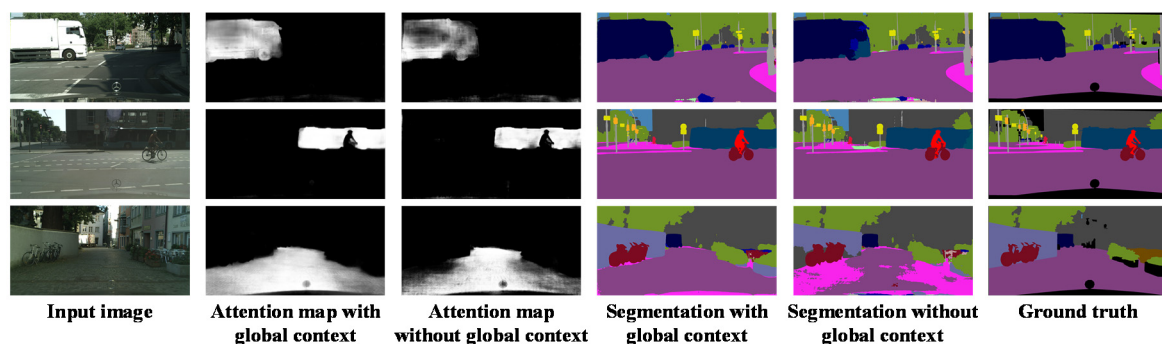 Input image
Attention map with
global context
Attention map
without global context
Segmentation with
global context
Segmentation without
global context
Ground truth